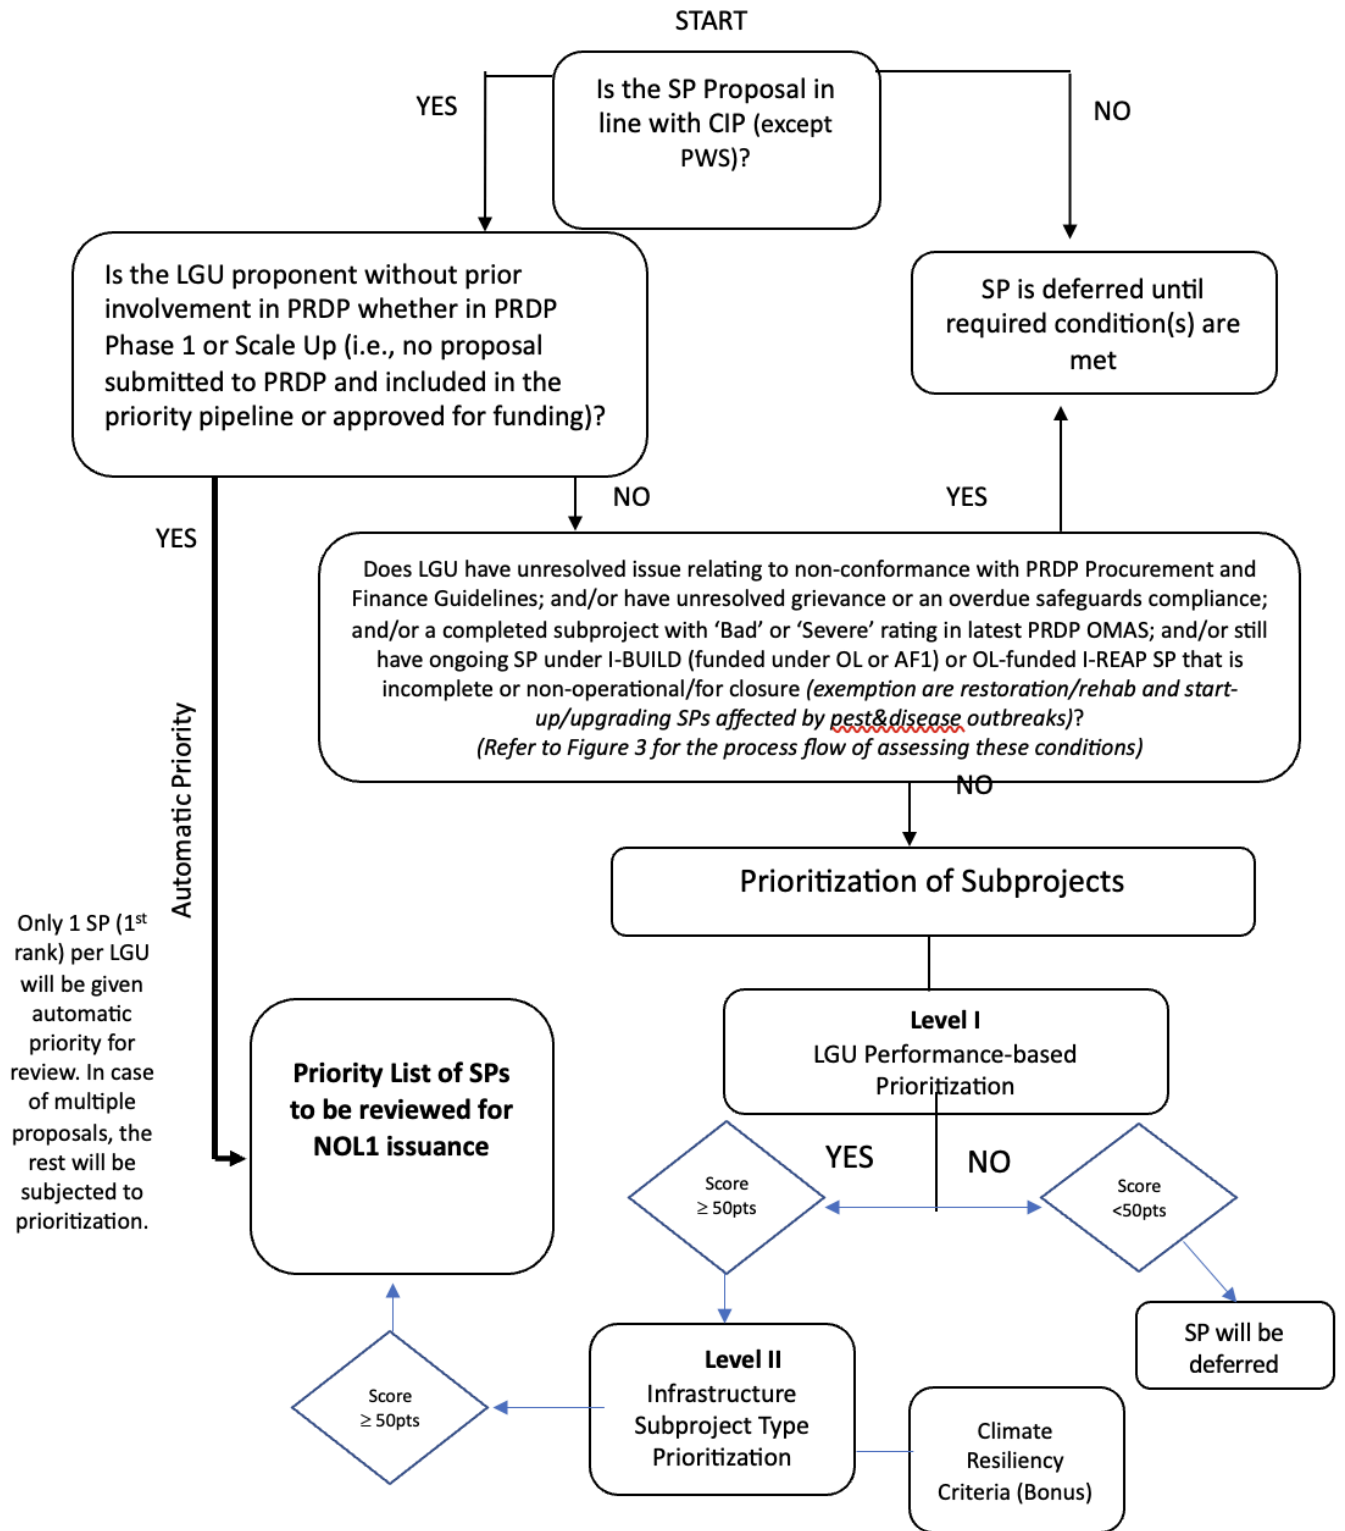 START
Is the SP Proposal in
line with CIP (except
PWS)?
YES
NO
Is the LGU proponent without prior
involvement in PRDP whether in PRDP
Phase 1 or Scale Up (i.e., no proposal
submitted to PRDP and included in the
priority pipeline or approved for funding)?
SP is deferred until
required condition(s) are
met
YES
NO
YES
Does LGU have unresolved issue relating to non-conformance with PRDP Procurement and
Finance Guidelines; and/or have unresolved grievance or an overdue safeguards compliance;
and/or a completed subproject with ‘Bad’ or ‘Severe’ rating in latest PRDP OMAS; and/or still
have ongoing SP under I-BUILD (funded under OL or AF1) or OL-funded I-REAP SP that is
incomplete or non-operational/for closure (exemption are restoration/rehab and start-
up/upgrading SPs affected by pest&disease outbreaks)?
(Refer to Figure 3 for the process flow of assessing these conditions)
NO
Automatic Priority
Only 1 SP (1st
rank) per LGU
will be given
automatic
priority for
review. In case
of multiple
proposals, the
rest will be
subjected to
prioritization.
Prioritization of Subprojects
Level I
LGU Performance-based
Prioritization
Priority List of SPs
to be reviewed for
NOL1 issuance
YES
NO
Score
≥ 50pts
Score
<50pts
SP will be
deferred
Level II
Infrastructure
Subproject Type
Prioritization
Score
≥ 50pts
Climate
Resiliency
Criteria (Bonus)